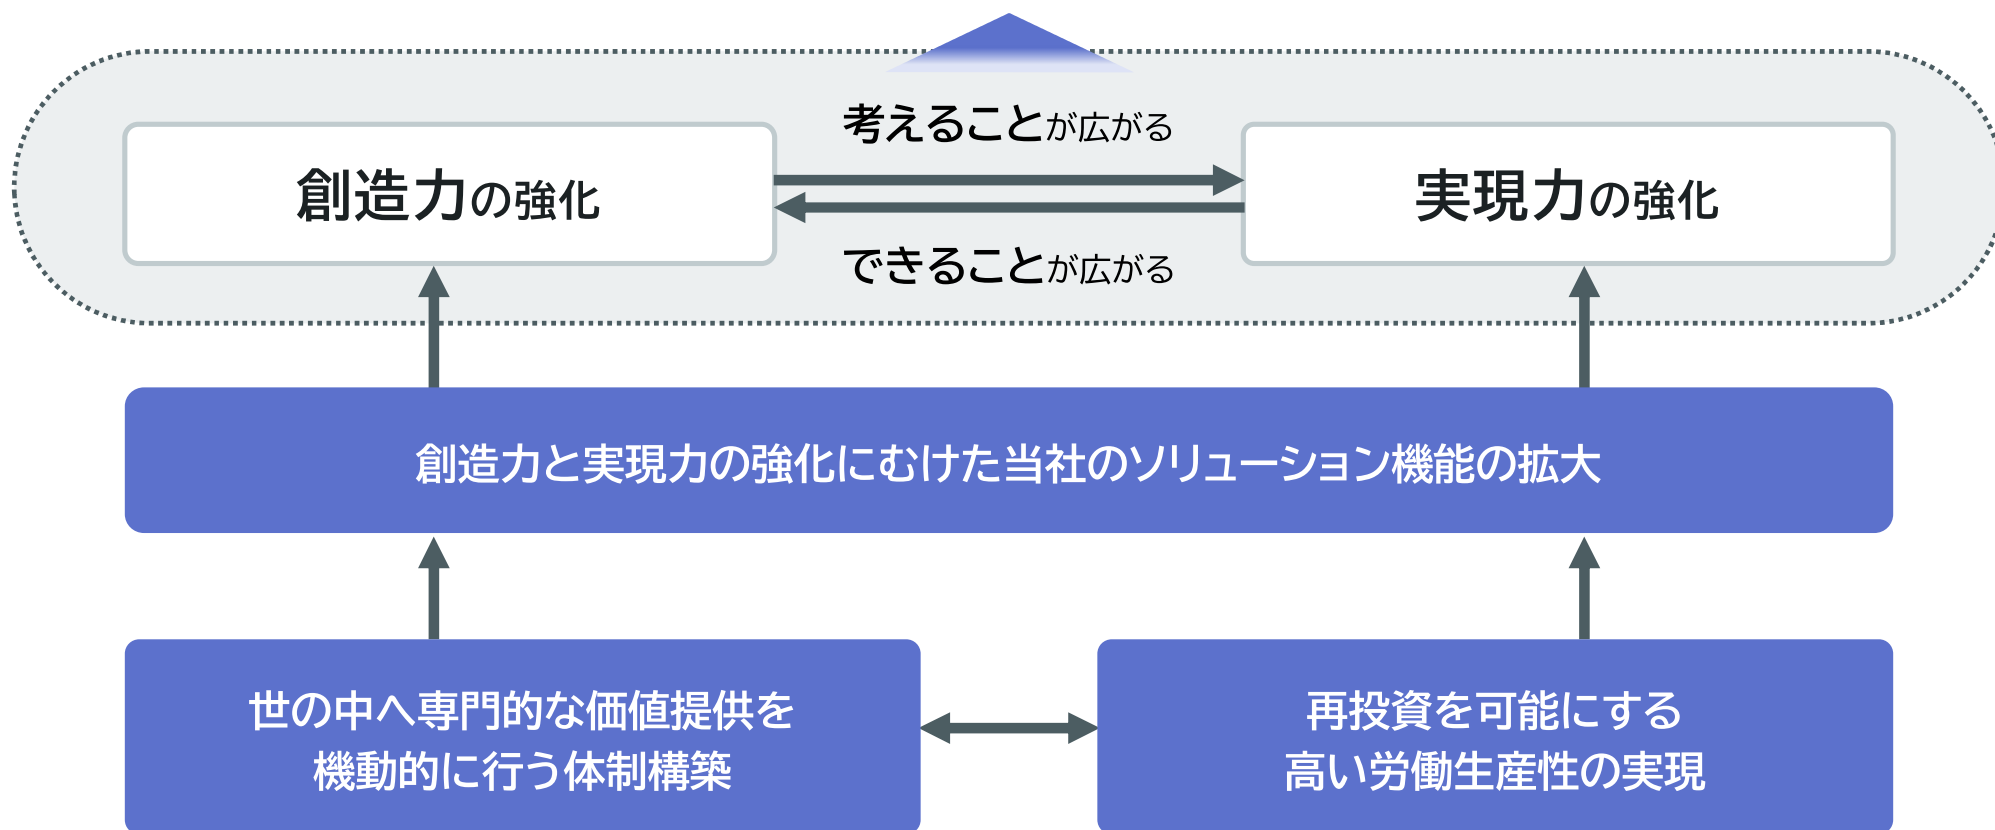 考えることが広がる
創造力の強化
実現力の強化
できることが広がる
創造力と実現力の強化にむけた当社のソリューション機能の拡大
世の中へ専門的な価値提供を
機動的に行う体制構築
再投資を可能にする
高い労働生産性の実現